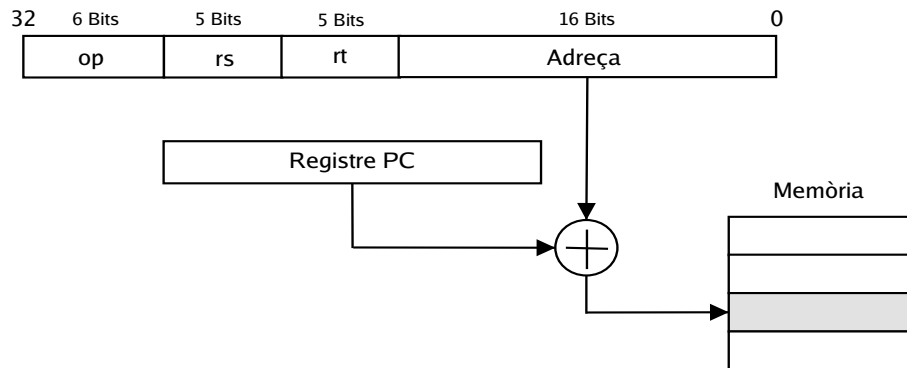 32 6 Bits 5 Bits 5 Bits 16 Bits 0
op rs rt Adreça
Registre PC
Memòria